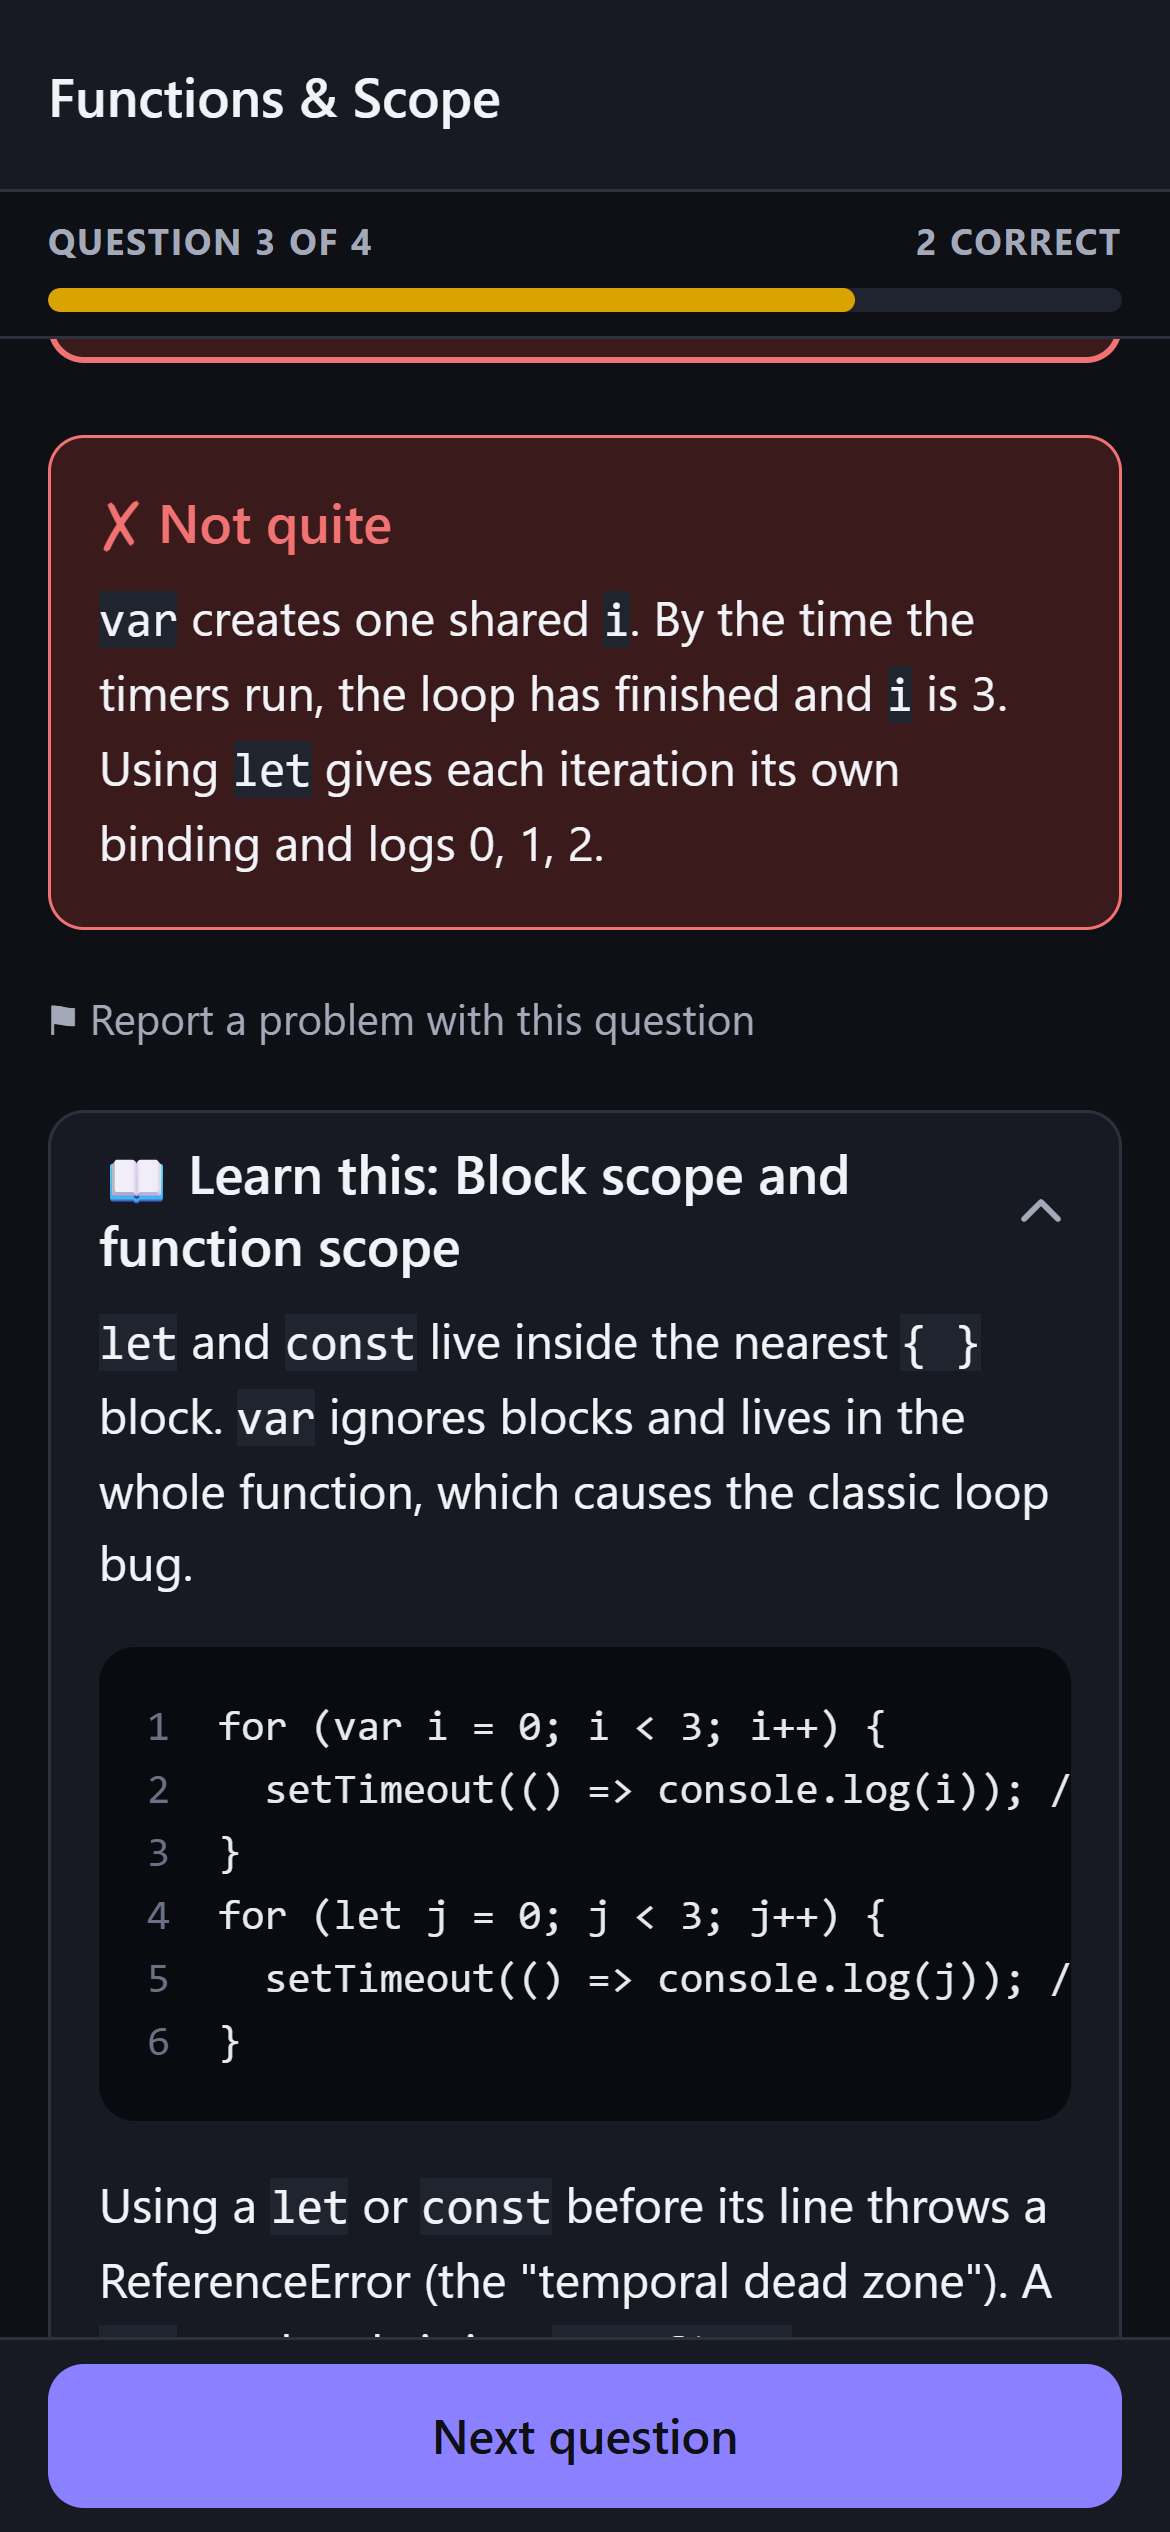 Functions & Scope
QUESTION 3 OF 4
2 CORRECT
✗ Not quite
var creates one shared i. By the time the
timers run, the loop has finished and i is 3.
Using let gives each iteration its own
binding and logs 0, 1, 2.
Report a problem with this question
Learn this: Block scope and
function scope
let and const live inside the nearest { }
block. var ignores blocks and lives in the
whole function, which causes the classic loop
bug.
1 for (var i = 0; i < 3; i++) {
2   setTimeout(() => console.log(i)); /
3 }
4 for (let j = 0; j < 3; j++) {
5   setTimeout(() => console.log(j)); /
6 }
Using a let or const before its line throws a
ReferenceError (the "temporal dead zone"). A
Next question